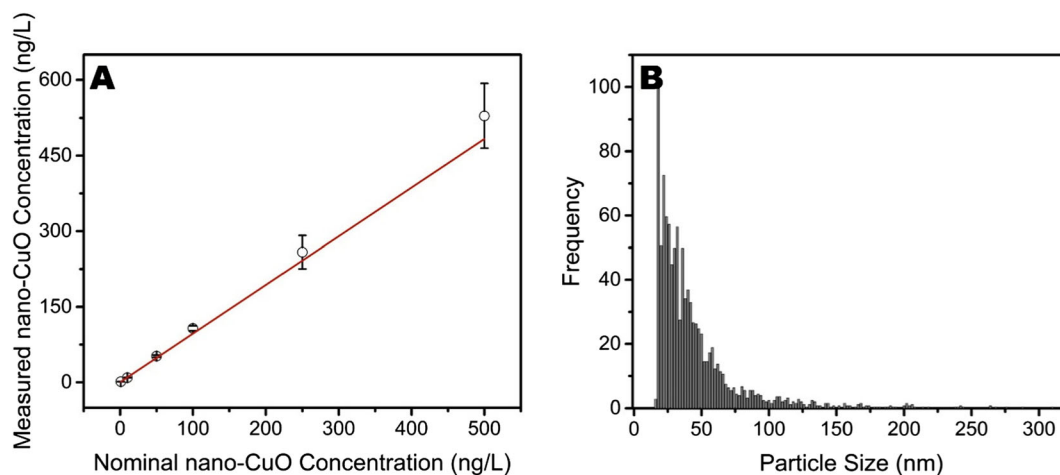 A
Measured nano-CuO Concentration (ng/L)
600
450
300
150
0
0 100 200 300 400 500
Nominal nano-CuO Concentration (ng/L)
B
Frequency
100
80
60
40
20
0
0 50 100 150 200 250 300
Particle Size (nm)